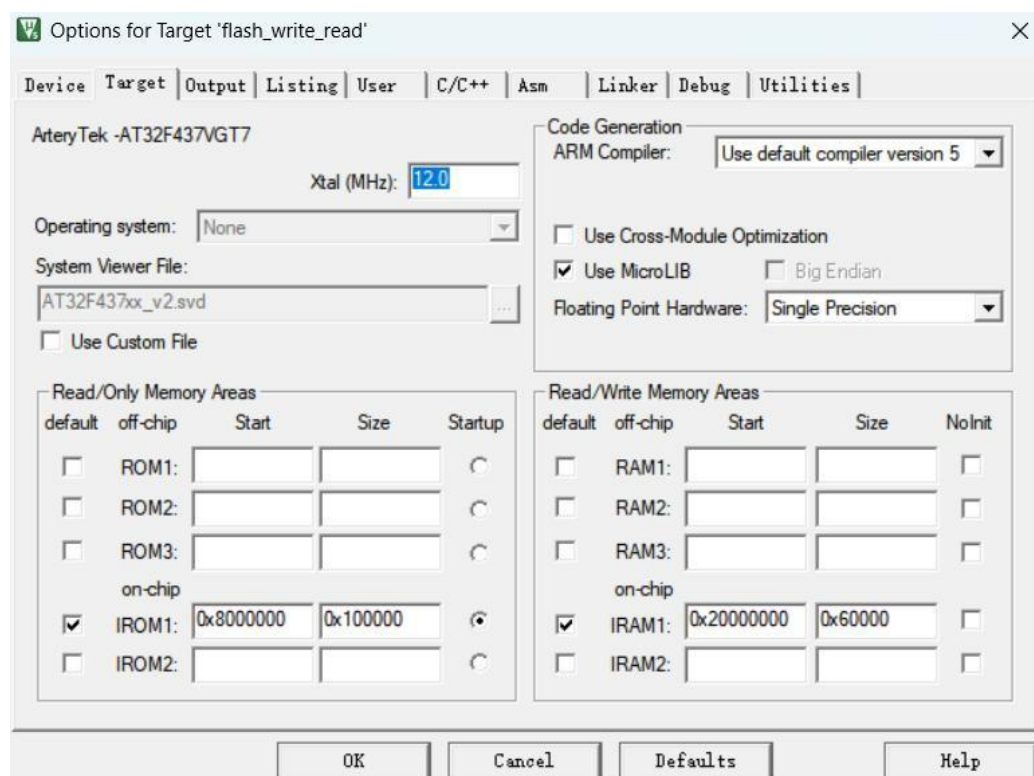 Options for Target 'flash_write_read'
Device Target Output Listing User C/C++ Asm Linker Debug Utilities
ArteryTek -AT32F437VGT7
Xtal (MHz): 12.0
Operating system: None
System Viewer File:
AT32F437xx_v2.svd ...
Use Custom File
Code Generation
ARM Compiler: Use default compiler version 5
Use Cross-Module Optimization
Use MicroLIB Big Endian
Floating Point Hardware: Single Precision
Read/Only Memory Areas
default off-chip Start Size Startup
ROM1:
ROM2:
ROM3:
on-chip
IROM1: 0x8000000 0x100000
IROM2:
Read/Write Memory Areas
default off-chip Start Size NoInit
RAM1:
RAM2:
RAM3:
on-chip
IRAM1: 0x20000000 0x60000
IRAM2:
OK Cancel Defaults Help